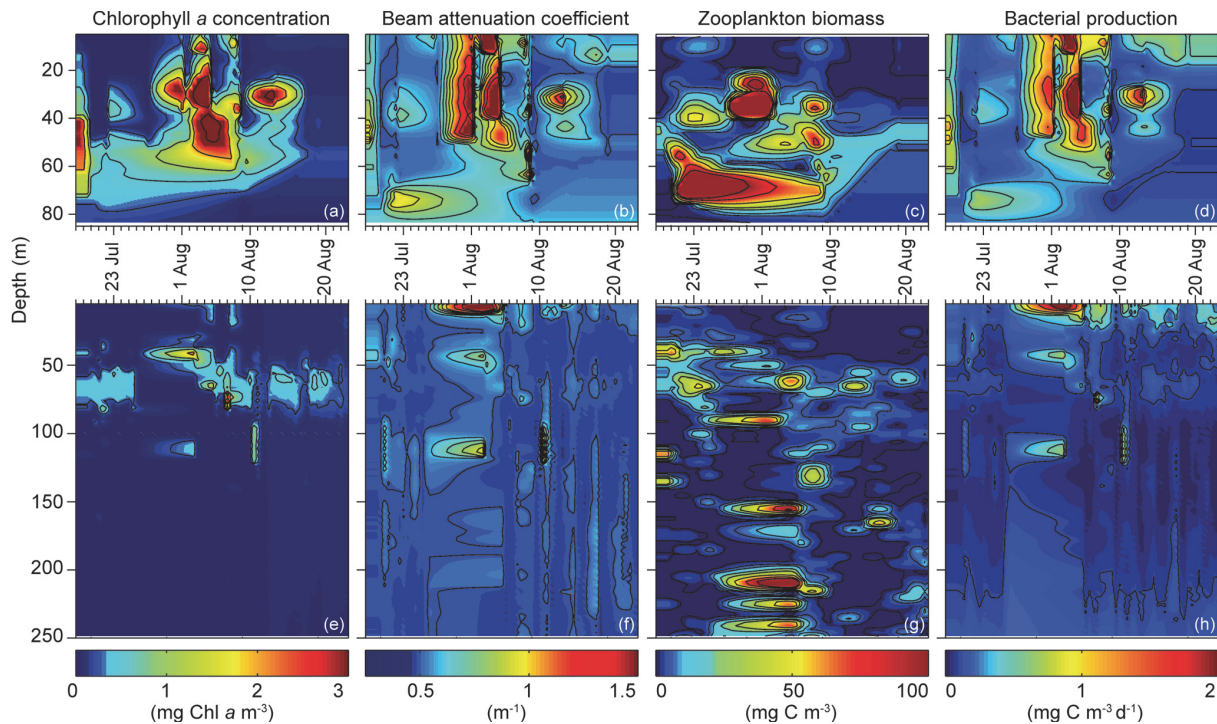 Chlorophyll a concentration Beam attenuation coefficient Zooplankton biomass Bacterial production
20
40
60
80
(a) (b) (c) (d)
Depth (m)
23 Jul 1 Aug 10 Aug 20 Aug 23 Jul 1 Aug 10 Aug 20 Aug 23 Jul 1 Aug 10 Aug 20 Aug 23 Jul 1 Aug 10 Aug 20 Aug
50
100
150
200
250
(e) (f) (g) (h)
0 1 2 3 0.5 1 1.5 0 50 100 0 1 2
(mg Chl a m⁻³) (m⁻¹) (mg C m⁻³) (mg C m⁻³ d⁻¹)